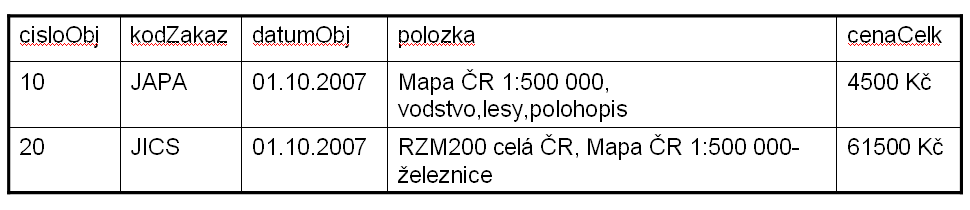 cisloObj kodZakaz datumObj polozka cenaCelk
10 JAPA 01.10.2007 Mapa ČR 1:500 000, 4500 Kč
vodstvo,lesy,polohopis
20 JICS 01.10.2007 RZM200 celá ČR, Mapa ČR 1:500 000- 61500 Kč
železnice